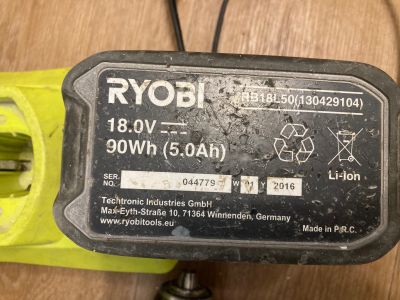 RYOBI
RB18L50(130429104)
18.0V
90Wh (5.0Ah)
Li-Ion
SER. NO. 044779 W 01 Y 2016
Made in P.R.C.
Techtronic Industries GmbH
Max-Eyth-Straße 10, 71364 Winnenden, Germany
www.ryobitools.eu